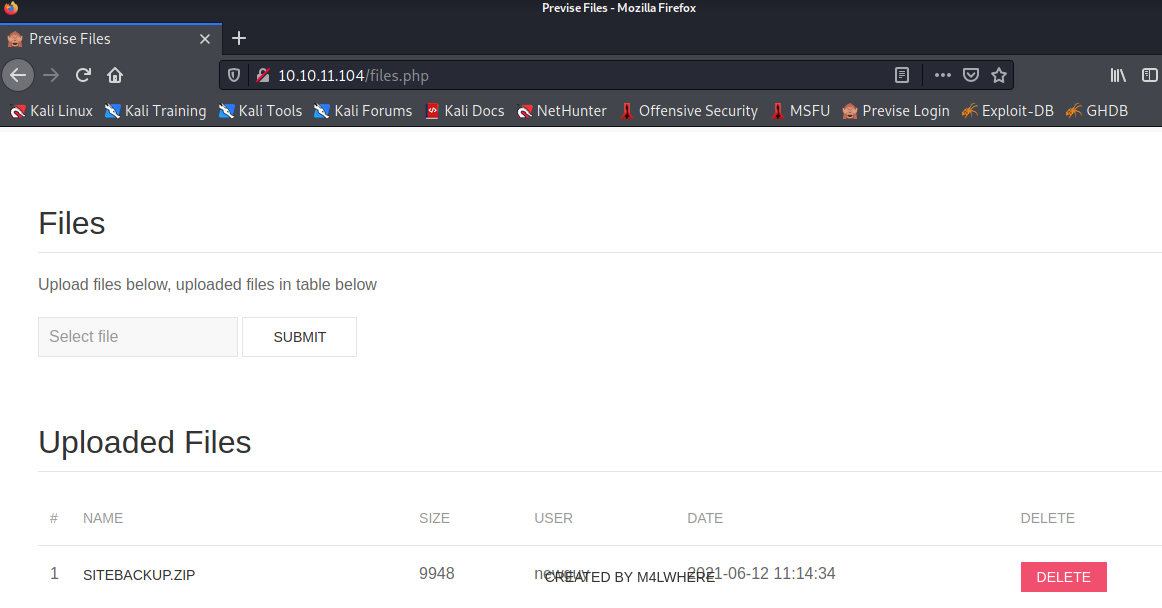 Previse Files - Mozilla Firefox
Previse Files
10.10.11.104/files.php
Kali Linux Kali Training Kali Tools Kali Forums Kali Docs NetHunter Offensive Security MSFU Previse Login Exploit-DB GHDB
Files
Upload files below, uploaded files in table below
Select file SUBMIT
Uploaded Files
# NAME SIZE USER DATE DELETE
1 SITEBACKUP.ZIP 9948 newguy 2021-06-12 11:14:34 DELETE
CREATED BY M4LWHERE